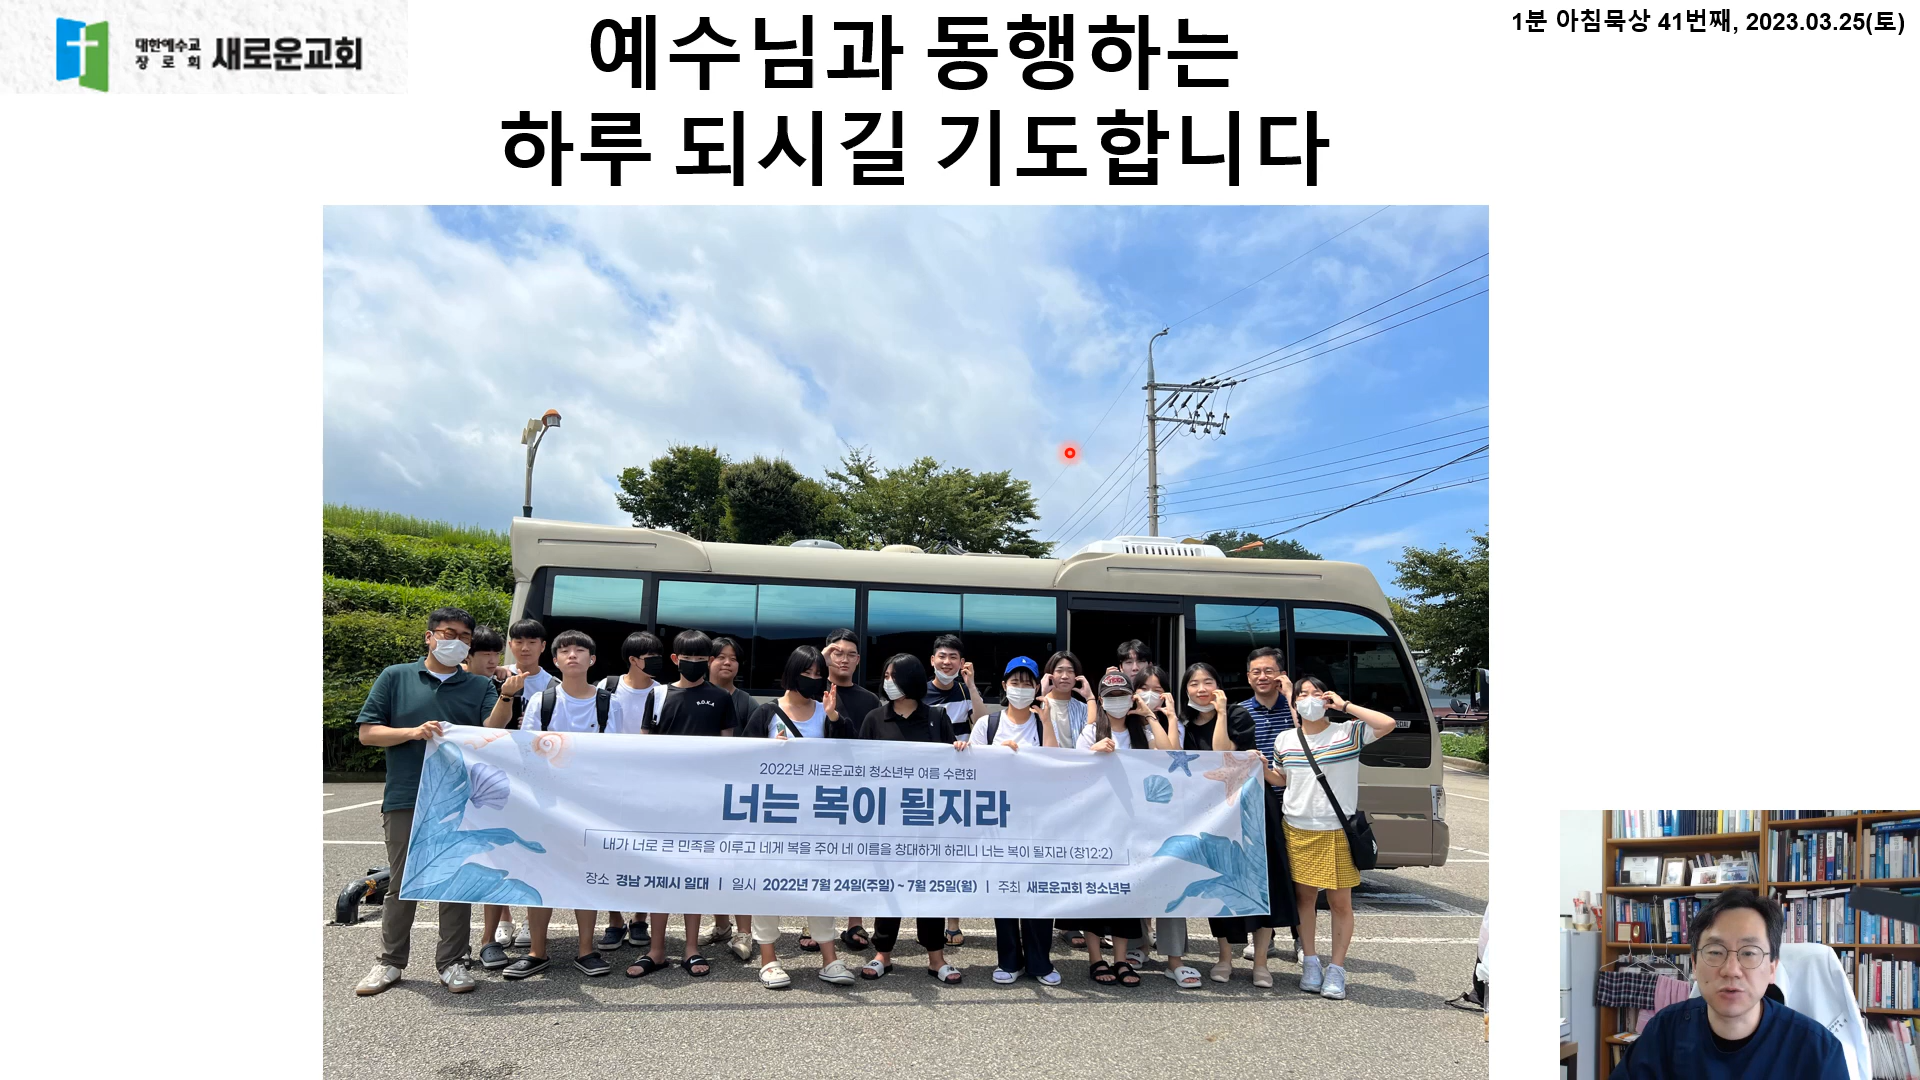 대한예수교
장로회
새로운교회
예수님과 동행하는
하루 되시길 기도합니다
1분 아침묵상 41번째, 2023.03.25(토)
R.O.K.A
2022년 새로운교회 청소년부 여름 수련회
너는 복이 될지라
내가 너로 큰 민족을 이루고 네게 복을 주어 네 이름을 창대하게 하리니 너는 복이 될지라 (창12:2)
장소 경남 거제시 일대 | 일시 2022년 7월 24일(주일) ~ 7월 25일(월) | 주최 새로운교회 청소년부